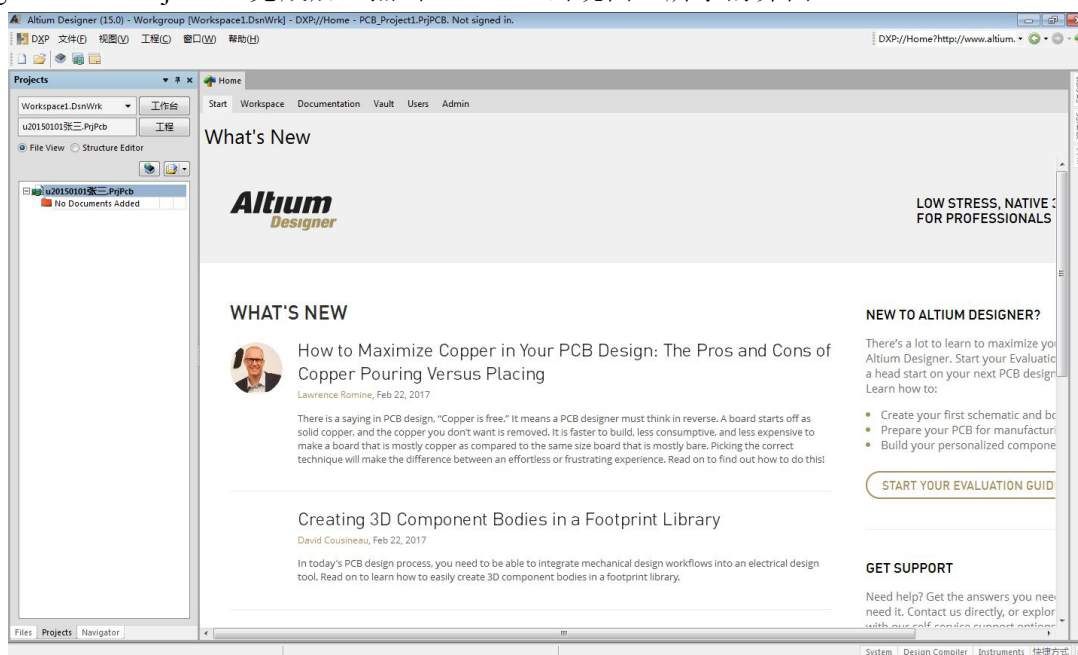 Altium Designer (15.0) - Workgroup [Workspace1.DsnWrk] - DXP://Home - PCB_Project1.PrjPCB. Not signed in.
DXP 文件(F) 视图(V) 工程(C) 窗口(W) 帮助(H)
DXP://Home?http://www.altium.
Projects
Home
Workspace1.DsnWrk 工作台
Start Workspace Documentation Vault Users Admin
u20150101张三.PrjPcb 工程
What's New
File View Structure Editor
u20150101张三.PrjPcb
No Documents Added
Altium
Designer
LOW STRESS, NATIVE
FOR PROFESSIONALS
WHAT'S NEW
How to Maximize Copper in Your PCB Design: The Pros and Cons of
Copper Pouring Versus Placing
Lawrence Romine, Feb 22, 2017
There is a saying in PCB design, "Copper is free." It means a PCB designer must think in reverse. A board starts off as
solid copper, and the copper you don't want is removed. It is faster to build, less consumptive, and less expensive to
make a board that is mostly copper as compared to the same size board that is mostly bare. Picking the correct
technique will make the difference between an effortless or frustrating experience. Read on to find out how to do this!
Creating 3D Component Bodies in a Footprint Library
David Cousineau, Feb 22, 2017
In today's PCB design process, you need to be able to integrate mechanical design workflows into an electrical design
tool. Read on to learn how to easily create 3D component bodies in a footprint library.
NEW TO ALTIUM DESIGNER?
There's a lot to learn to maximize yo
Altium Designer. Start your Evaluatio
a head start on your next PCB design
Learn how to:
Create your first schematic and bo
Prepare your PCB for manufacturi
Build your personalized compone
START YOUR EVALUATION GUID
GET SUPPORT
Need help? Get the answers you nee
need it. Contact us directly, or explor
with our self-service support options
Files Projects Navigator
System Design Compiler Instruments 快捷方式